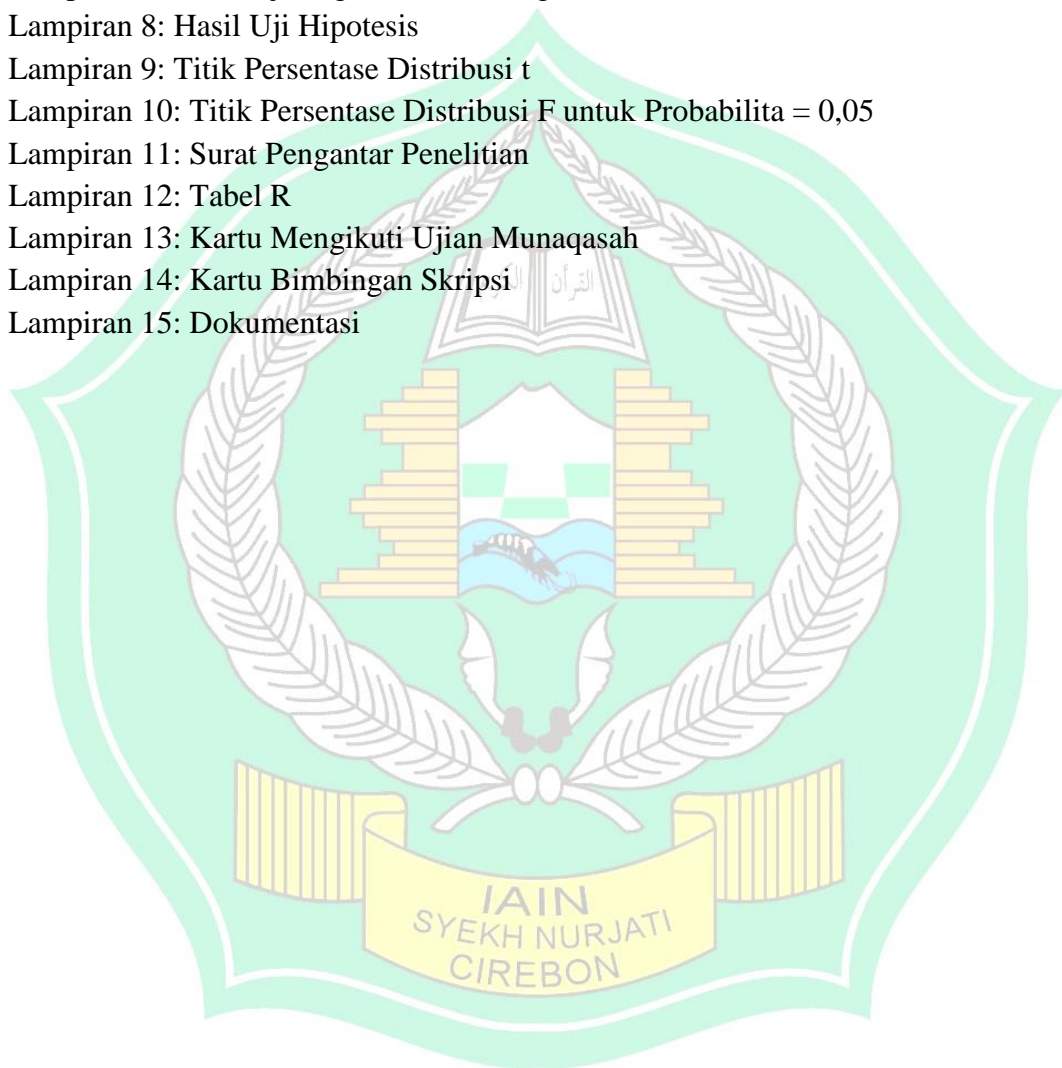 Lampiran 8: Hasil Uji Hipotesis
Lampiran 9: Titik Persentase Distribusi t
Lampiran 10: Titik Persentase Distribusi F untuk Probabilita = 0,05
Lampiran 11: Surat Pengantar Penelitian
Lampiran 12: Tabel R
Lampiran 13: Kartu Mengikuti Ujian Munaqasah
Lampiran 14: Kartu Bimbingan Skripsi
Lampiran 15: Dokumentasi
القرآن
IAIN
SYEKH NURJATI
CIREBON